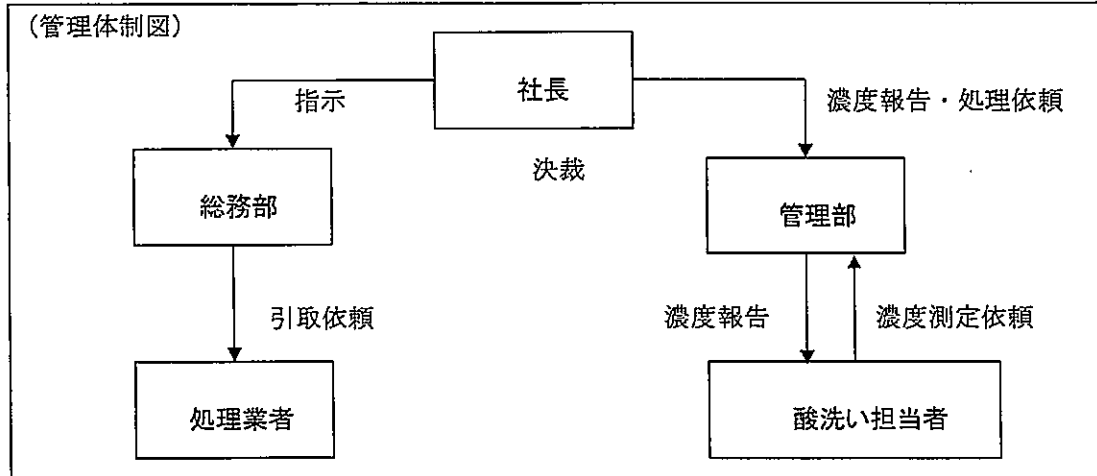 （管理体制図）
社長
指示
濃度報告・処理依頼
決裁
総務部
管理部
引取依頼
濃度報告
濃度測定依頼
処理業者
酸洗い担当者